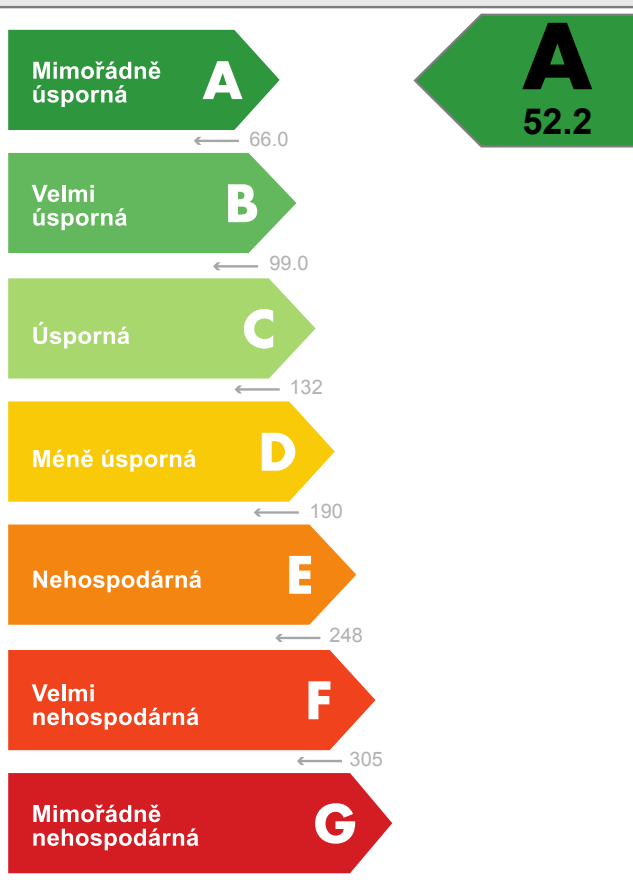 Mimořádně
úsporná
A
A
52.2
66.0
Velmi
úsporná
B
99.0
Úsporná
C
132
Méně úsporná
D
190
Nehospodárná
E
248
Velmi
nehospodárná
F
305
Mimořádně
nehospodárná
G